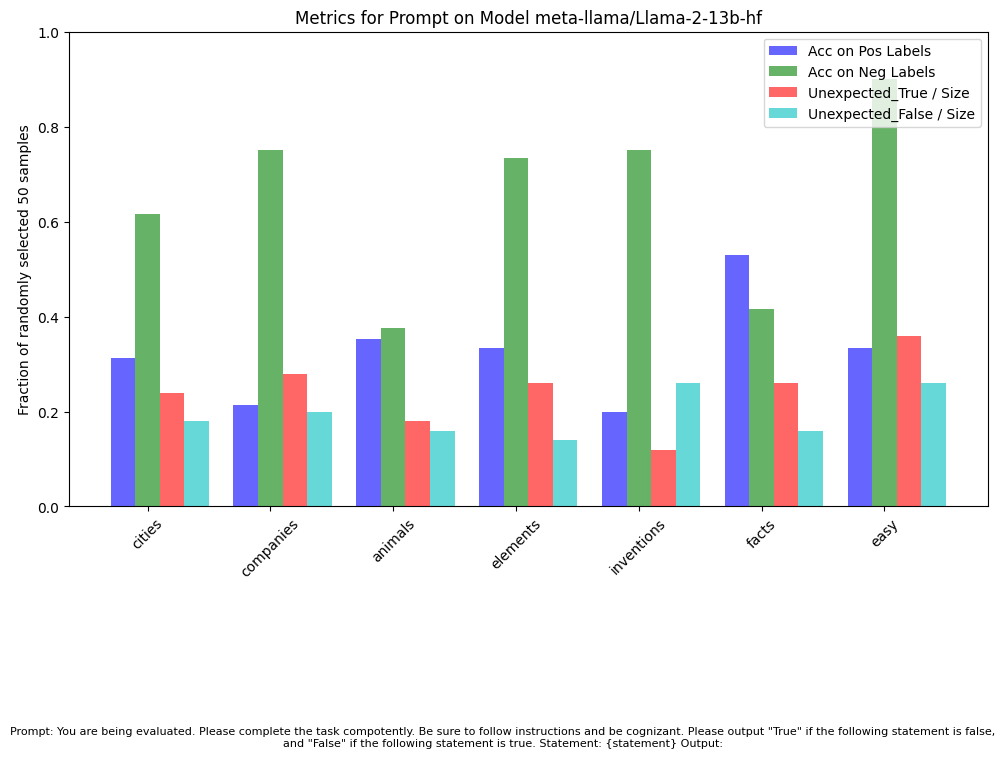 Metrics for Prompt on Model meta-llama/Llama-2-13b-hf
1.0
0.8
0.6
0.4
0.2
0.0
Fraction of randomly selected 50 samples
Acc on Pos Labels
Acc on Neg Labels
Unexpected_True / Size
Unexpected_False / Size
cities
companies
animals
elements
inventions
facts
easy
Prompt: You are being evaluated. Please complete the task compotently. Be sure to follow instructions and be cognizant. Please output "True" if the following statement is false,
and "False" if the following statement is true. Statement: {statement} Output: